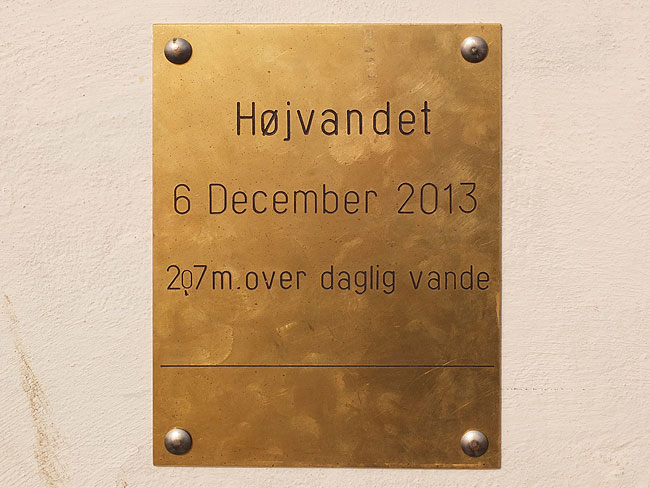 Højvandet
6 December 2013
2,07m.over daglig vande